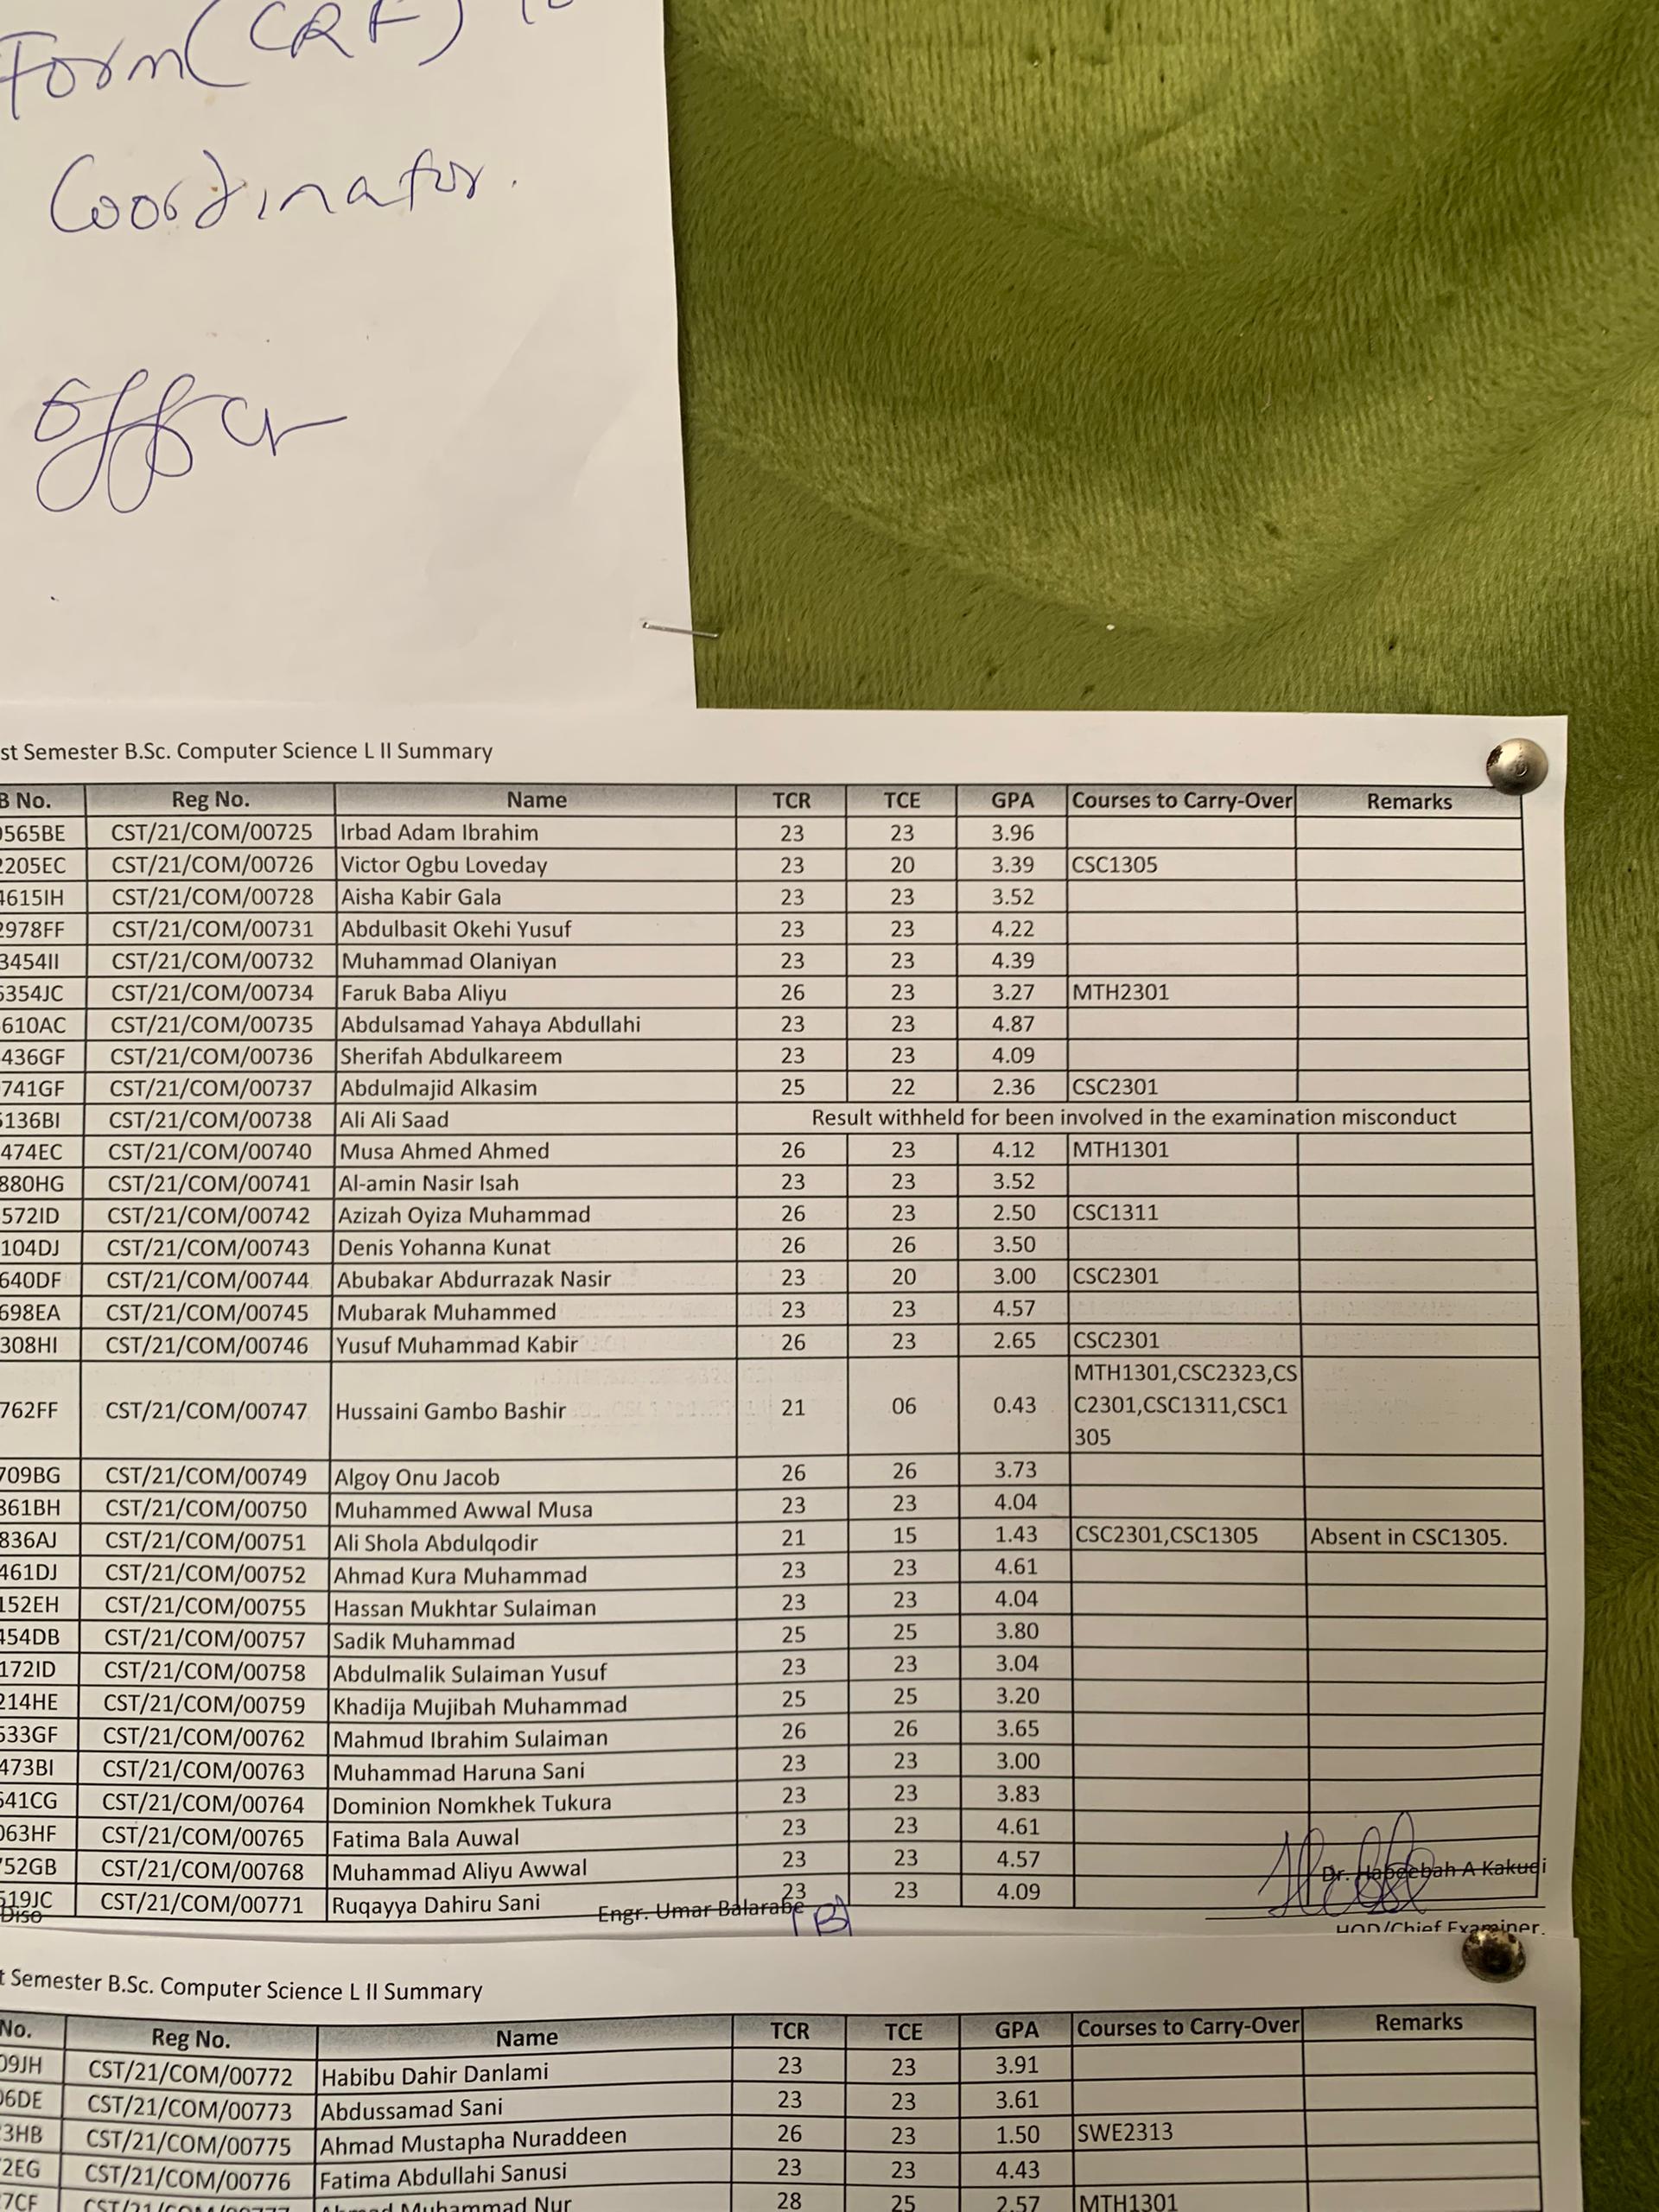 Form(CRF)
Coordinator.
st Semester B.Sc. Computer Science L II Summary
B No. Reg No. Name TCR TCE GPA Courses to Carry-Over Remarks
565BE CST/21/COM/00725 Irbad Adam Ibrahim 23 23 3.96
2205EC CST/21/COM/00726 Victor Ogbu Loveday 23 20 3.39 CSC1305
4615IH CST/21/COM/00728 Aisha Kabir Gala 23 23 3.52
2978FF CST/21/COM/00731 Abdulbasit Okehi Yusuf 23 23 4.22
3454II CST/21/COM/00732 Muhammad Olaniyan 23 23 4.39
5354JC CST/21/COM/00734 Faruk Baba Aliyu 26 23 3.27 MTH2301
610AC CST/21/COM/00735 Abdulsamad Yahaya Abdullahi 23 23 4.87
436GF CST/21/COM/00736 Sherifah Abdulkareem 23 23 4.09
741GF CST/21/COM/00737 Abdulmajid Alkasim 25 22 2.36 CSC2301
136BI CST/21/COM/00738 Ali Ali Saad Result withheld for been involved in the examination misconduct
474EC CST/21/COM/00740 Musa Ahmed Ahmed 26 23 4.12 MTH1301
880HG CST/21/COM/00741 Al-amin Nasir Isah 23 23 3.52
572ID CST/21/COM/00742 Azizah Oyiza Muhammad 26 23 2.50 CSC1311
104DJ CST/21/COM/00743 Denis Yohanna Kunat 26 26 3.50
640DF CST/21/COM/00744 Abubakar Abdurrazak Nasir 23 20 3.00 CSC2301
698EA CST/21/COM/00745 Mubarak Muhammed 23 23 4.57
308HI CST/21/COM/00746 Yusuf Muhammad Kabir 26 23 2.65 CSC2301
MTH1301,CSC2323,CS
762FF CST/21/COM/00747 Hussaini Gambo Bashir 21 06 0.43 C2301,CSC1311,CSC1
305
709BG CST/21/COM/00749 Algoy Onu Jacob 26 26 3.73
861BH CST/21/COM/00750 Muhammed Awwal Musa 23 23 4.04
836AJ CST/21/COM/00751 Ali Shola Abdulqodir 21 15 1.43 CSC2301,CSC1305 Absent in CSC1305.
461DJ CST/21/COM/00752 Ahmad Kura Muhammad 23 23 4.61
152EH CST/21/COM/00755 Hassan Mukhtar Sulaiman 23 23 4.04
454DB CST/21/COM/00757 Sadik Muhammad 25 25 3.80
172ID CST/21/COM/00758 Abdulmalik Sulaiman Yusuf 23 23 3.04
214HE CST/21/COM/00759 Khadija Mujibah Muhammad 25 25 3.20
533GF CST/21/COM/00762 Mahmud Ibrahim Sulaiman 26 26 3.65
473BI CST/21/COM/00763 Muhammad Haruna Sani 23 23 3.00
541CG CST/21/COM/00764 Dominion Nomkhek Tukura 23 23 3.83
063HF CST/21/COM/00765 Fatima Bala Auwal 23 23 4.61
752GB CST/21/COM/00768 Muhammad Aliyu Awwal 23 23 4.57
519JC CST/21/COM/00771 Ruqayya Dahiru Sani 23 23 4.09
Diso Engr. Umar Balarabe Dr. Habeebah A Kakudi
HOD/Chief Examiner.
t Semester B.Sc. Computer Science L II Summary
No. Reg No. Name TCR TCE GPA Courses to Carry-Over Remarks
09JH CST/21/COM/00772 Habibu Dahir Danlami 23 23 3.91
06DE CST/21/COM/00773 Abdussamad Sani 23 23 3.61
3HB CST/21/COM/00775 Ahmad Mustapha Nuraddeen 26 23 1.50 SWE2313
2EG CST/21/COM/00776 Fatima Abdullahi Sanusi 23 23 4.43
7CF Muhammad Nur 28 25 2.57 MTH1301